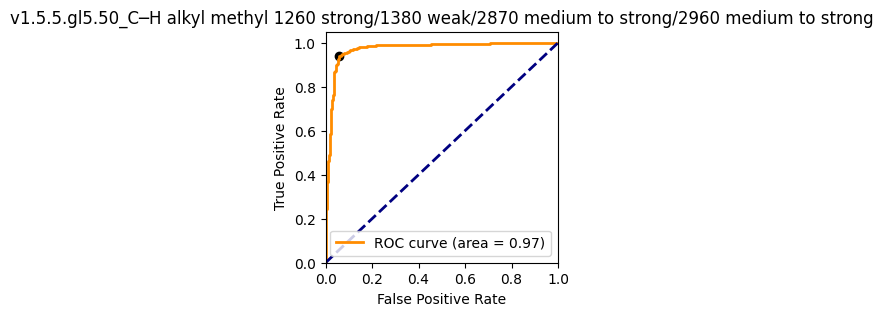 v1.5.5.gl5.50_C─H alkyl methyl 1260 strong/1380 weak/2870 medium to strong/2960 medium to strong
1.0
0.8
0.6
0.4
0.2
0.0
True Positive Rate
ROC curve (area = 0.97)
0.0 0.2 0.4 0.6 0.8 1.0
False Positive Rate